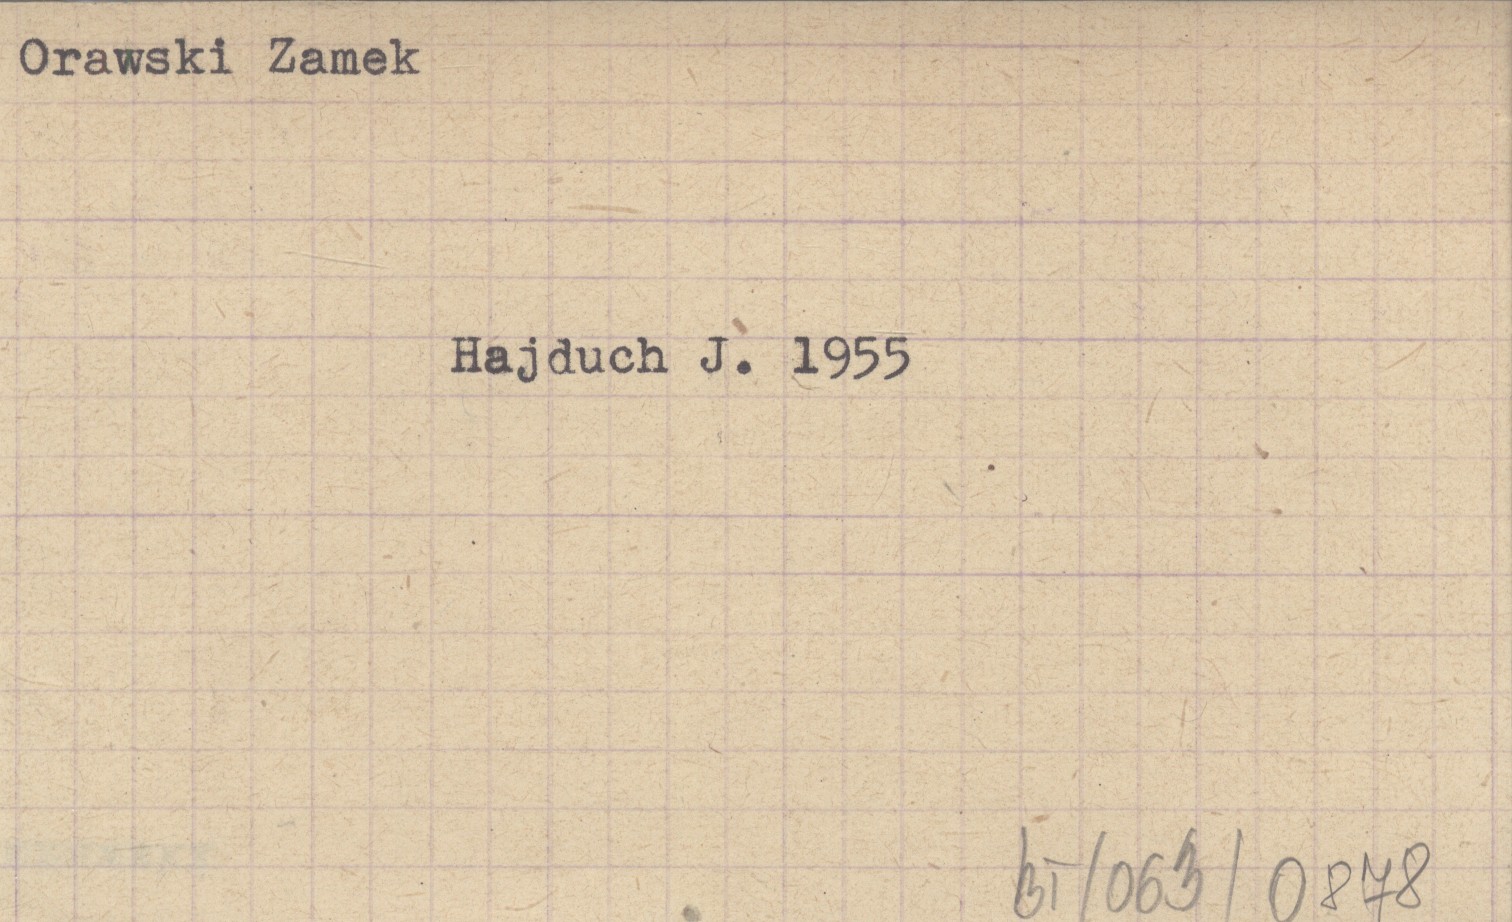 Orawski Zamek
Hajduch J. 1955
BI/063/0878